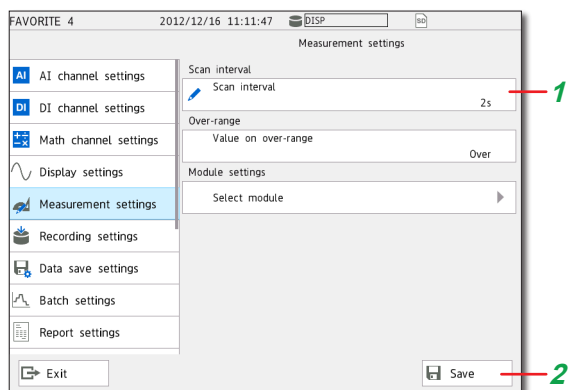 FAVORITE 4 2012/12/16 11:11:47 DISP SD
Measurement settings
AI AI channel settings
DI DI channel settings
Math channel settings
Display settings
Measurement settings
Recording settings
Data save settings
Batch settings
Report settings
Scan interval
Scan interval
2s
Over-range
Value on over-range
Over
Module settings
Select module
Exit
Save
1
2